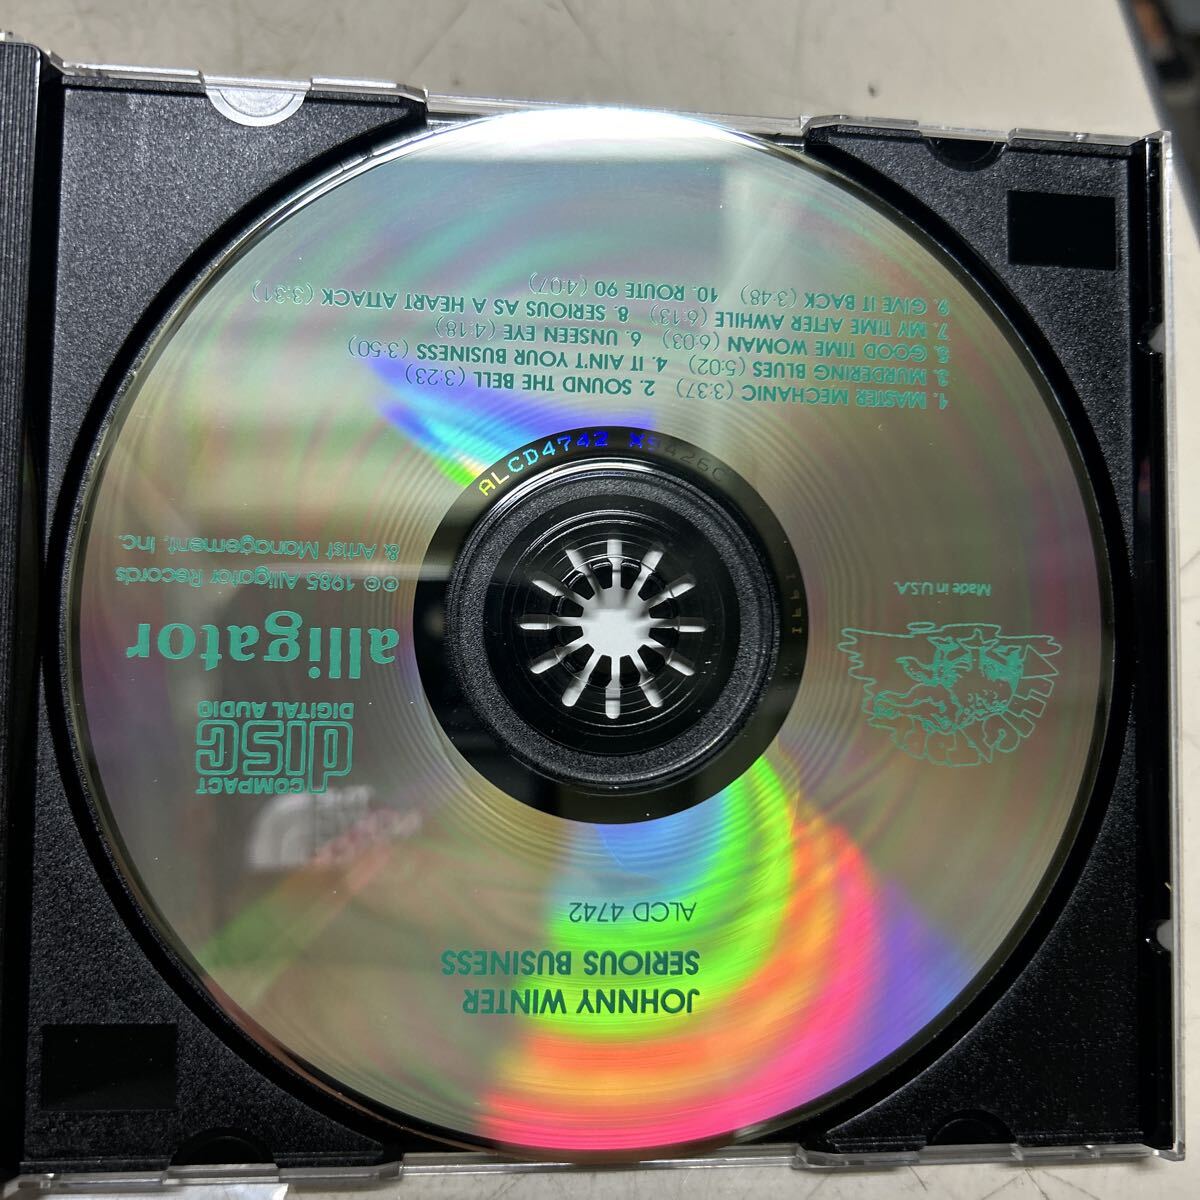 JOHNNY WINTER
SERIOUS BUSINESS
ALCD 4742
COMPACT
disc
DIGITAL AUDIO
alligator
℗© 1985 Alligator Records
& Artist Management, Inc.
Made in U.S.A.
1. MASTER MECHANIC (3:37) 2. SOUND THE BELL (3:23)
3. MURDERING BLUES (5:02) 4. IT AIN'T YOUR BUSINESS (3:50)
5. GOOD TIME WOMAN (6:03) 6. UNSEEN EYE (4:18)
7. MY TIME AFTER AWHILE (6:13) 8. SERIOUS AS A HEART ATTACK (3:31)
9. GIVE IT BACK (3:48) 10. ROUTE 90 (4:07)
ALCD4742